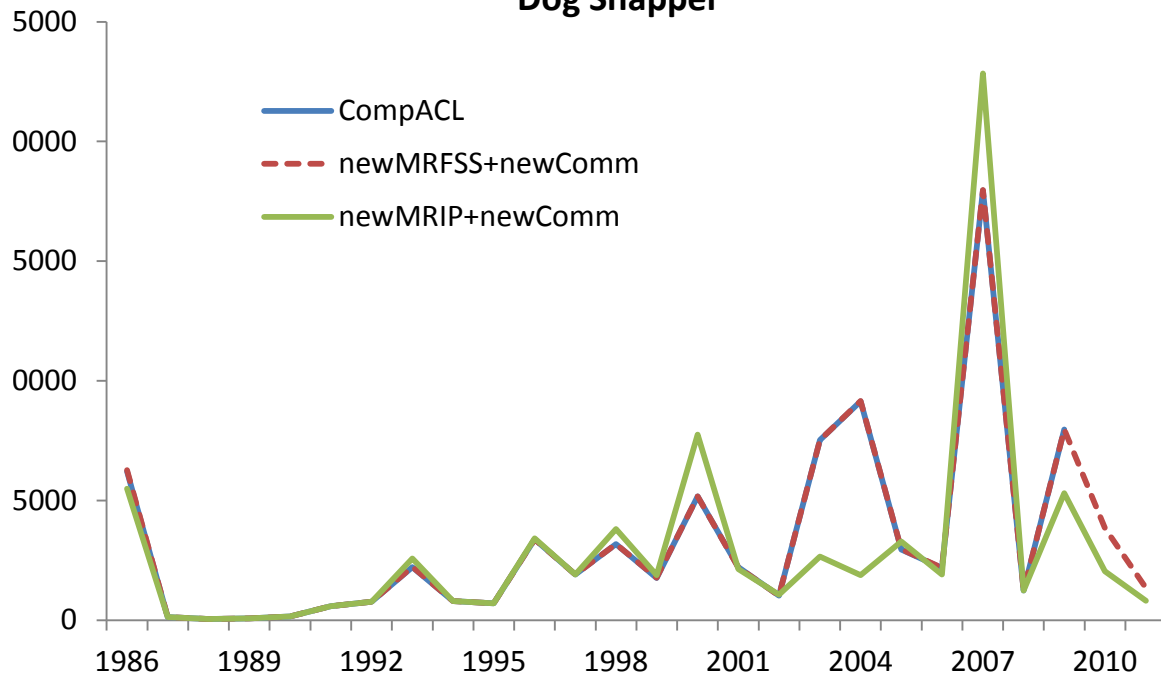 Dog Snapper
5000
0000
5000
0000
5000
0
CompACL
newMRFSS+newComm
newMRIP+newComm
1986 1989 1992 1995 1998 2001 2004 2007 2010